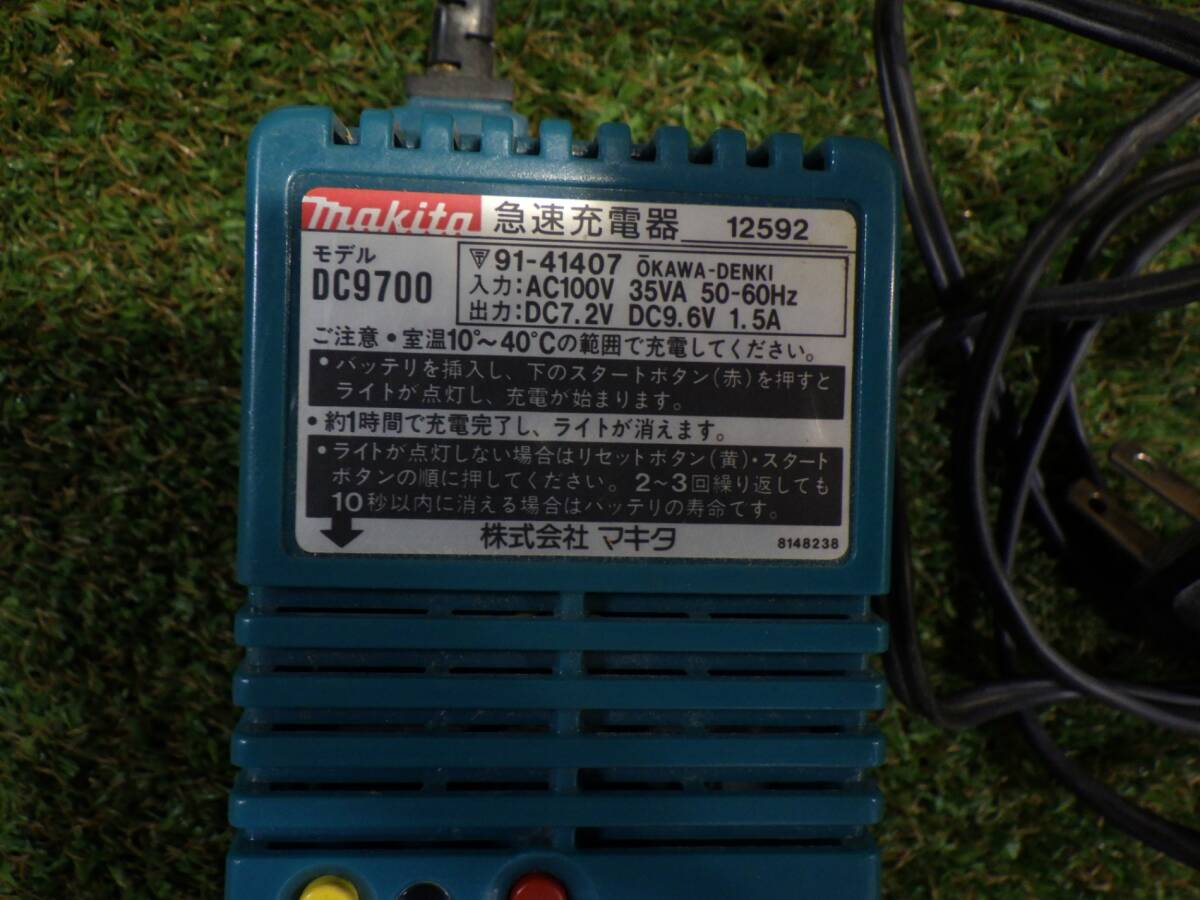 makita 急速充電器 12592
モデル
DC9700
91-41407 ŌKAWA-DENKI
入力:AC100V 35VA 50-60Hz
出力:DC7.2V DC9.6V 1.5A
ご注意・室温10°~40°Cの範囲で充電してください。
・バッテリを挿入し、下のスタートボタン(赤)を押すと
ライトが点灯し、充電が始まります。
・約1時間で充電完了し、ライトが消えます。
・ライトが点灯しない場合はリセットボタン(黄)・スタート
ボタンの順に押してください。2~3回繰り返しても
10秒以内に消える場合はバッテリの寿命です。
株式会社 マキタ
8148238